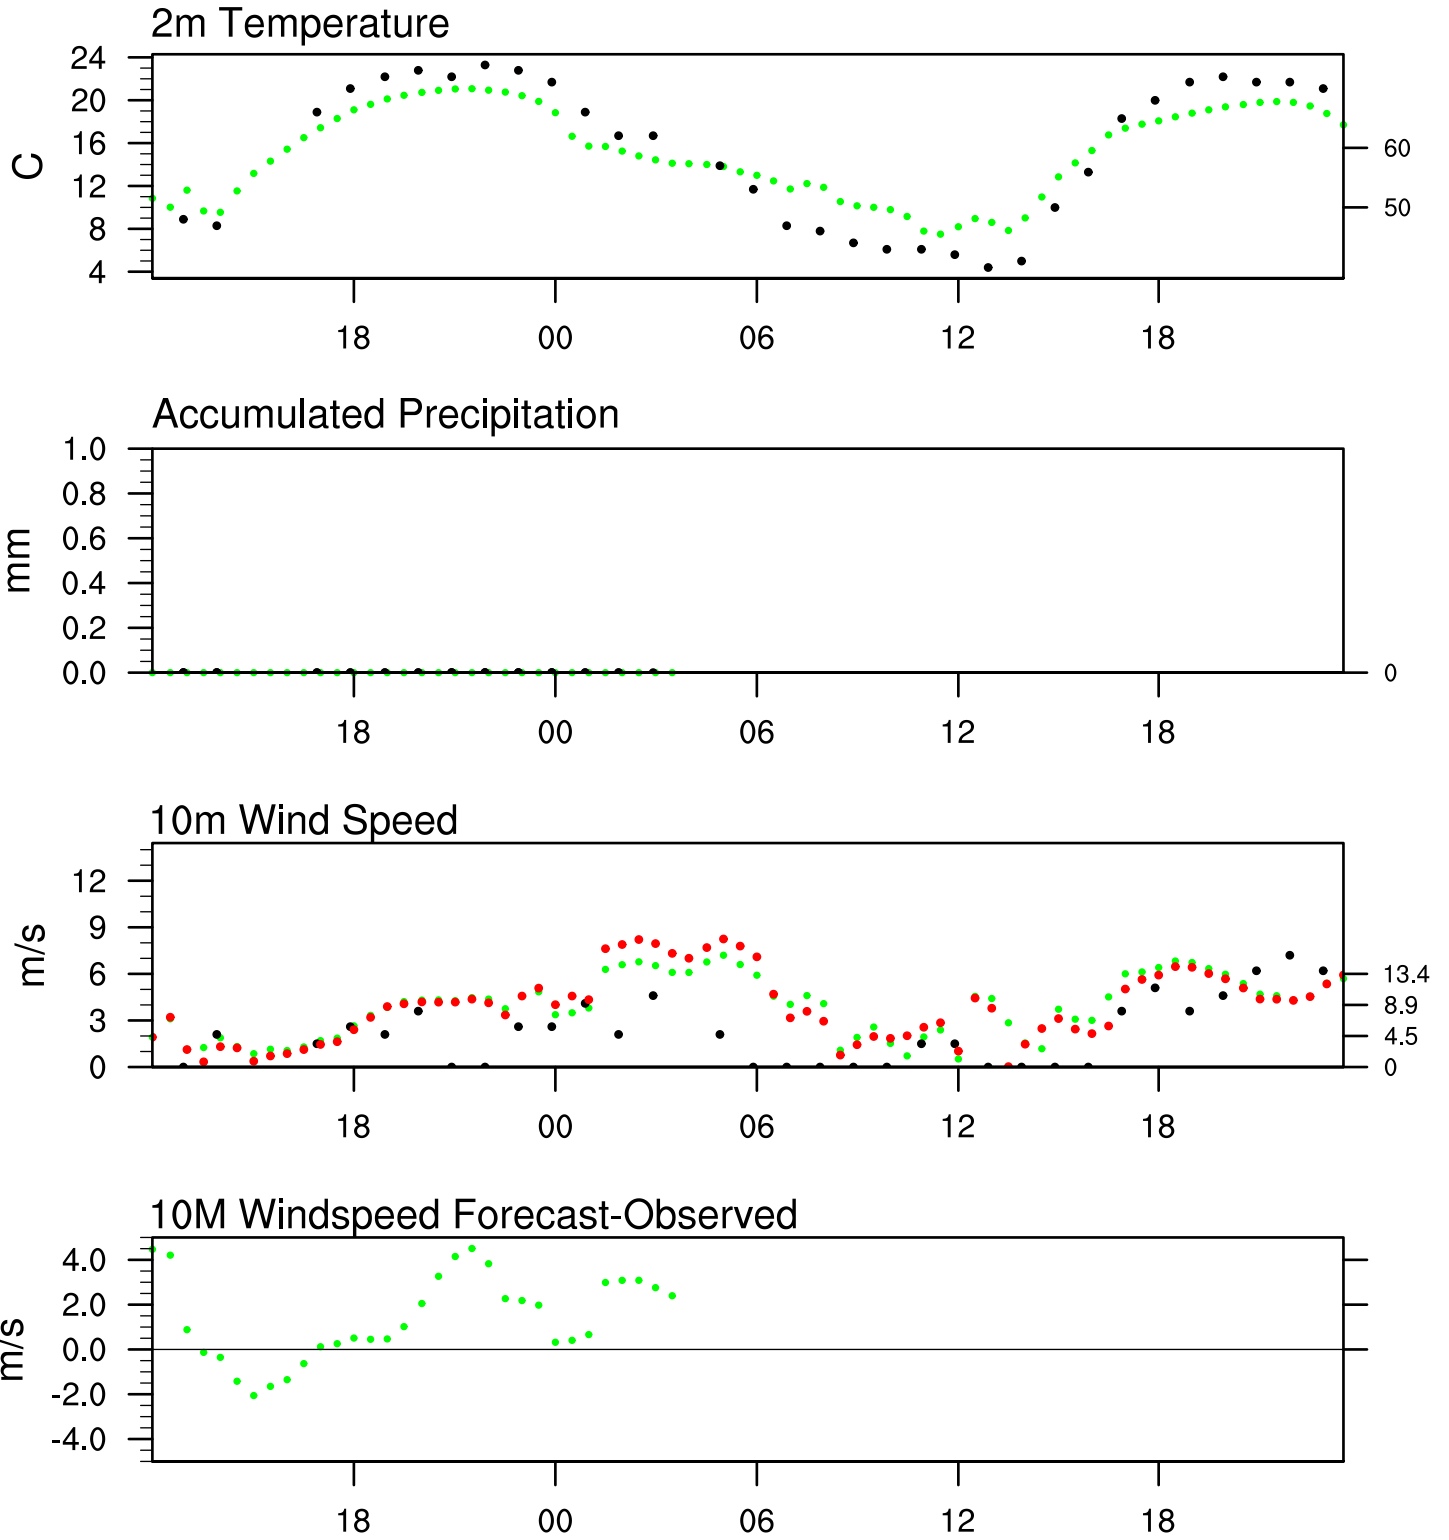 2m Temperature
24
20
16
12
8
4
C
60
50
18 00 06 12 18
Accumulated Precipitation
1.0
0.8
0.6
0.4
0.2
0.0
mm
0
18 00 06 12 18
10m Wind Speed
12
9
6
3
0
m/s
13.4
8.9
4.5
0
18 00 06 12 18
10M Windspeed Forecast-Observed
4.0
2.0
0.0
-2.0
-4.0
m/s
18 00 06 12 18